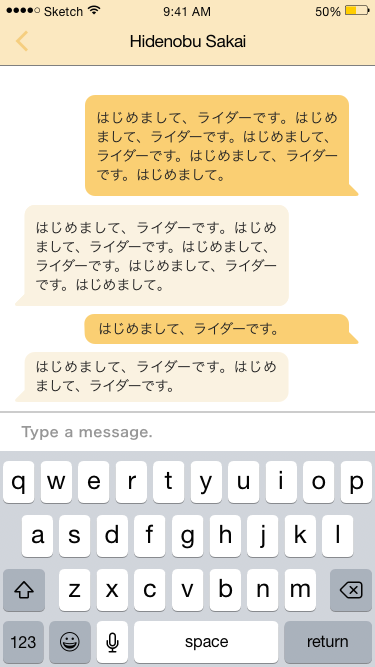 Sketch 9:41 AM 50%
Hidenobu Sakai
はじめまして、ライダーです。はじめ
まして、ライダーです。はじめまして、
ライダーです。はじめまして、ライダー
です。はじめまして。
はじめまして、ライダーです。はじめ
まして、ライダーです。はじめまして、
ライダーです。はじめまして、ライダー
です。はじめまして。
はじめまして、ライダーです。
はじめまして、ライダーです。はじめ
まして、ライダーです。
Type a message.
q w e r t y u i o p
a s d f g h j k l
z x c v b n m
123 space return